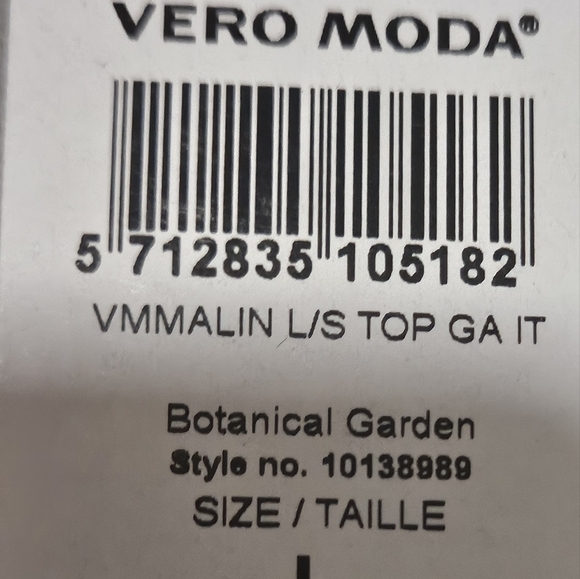 VERO MODA®
5 712835 105182
VMMALIN L/S TOP GA IT
Botanical Garden
Style no. 10138989
SIZE / TAILLE